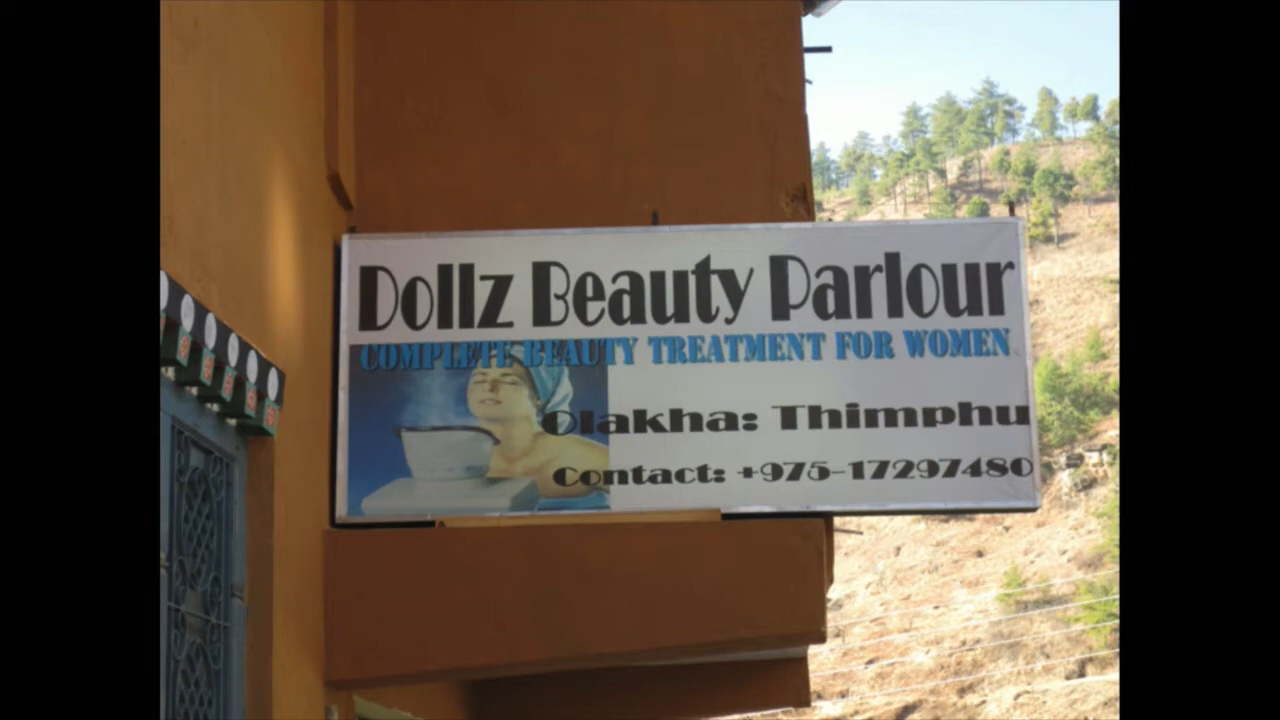 Dollz Beauty Parlour
COMPLETE BEAUTY TREATMENT FOR WOMEN
Olakha: Thimphu
Contact: +975-17297480